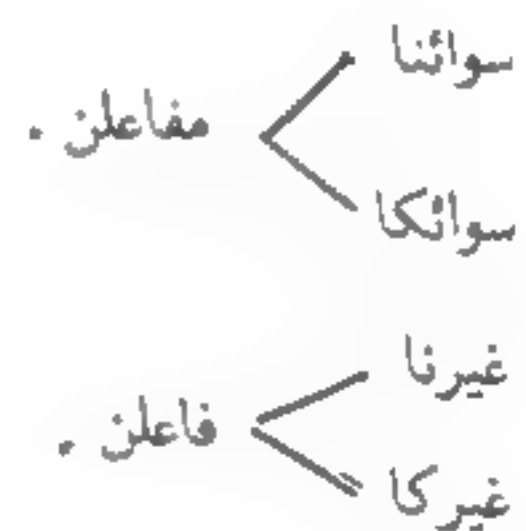 سوائنا
مفاعلن .
سوائكا
غيرنا
فاعلن .
غيركا